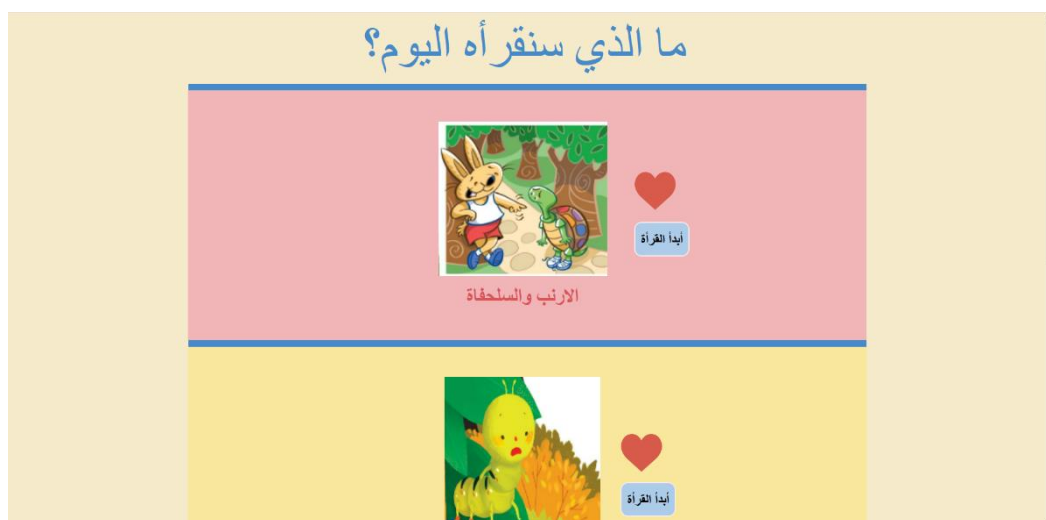 ما الذي سنقرأه اليوم؟
أبدأ القرأة
الارنب والسلحفاة
أبدأ القرأة